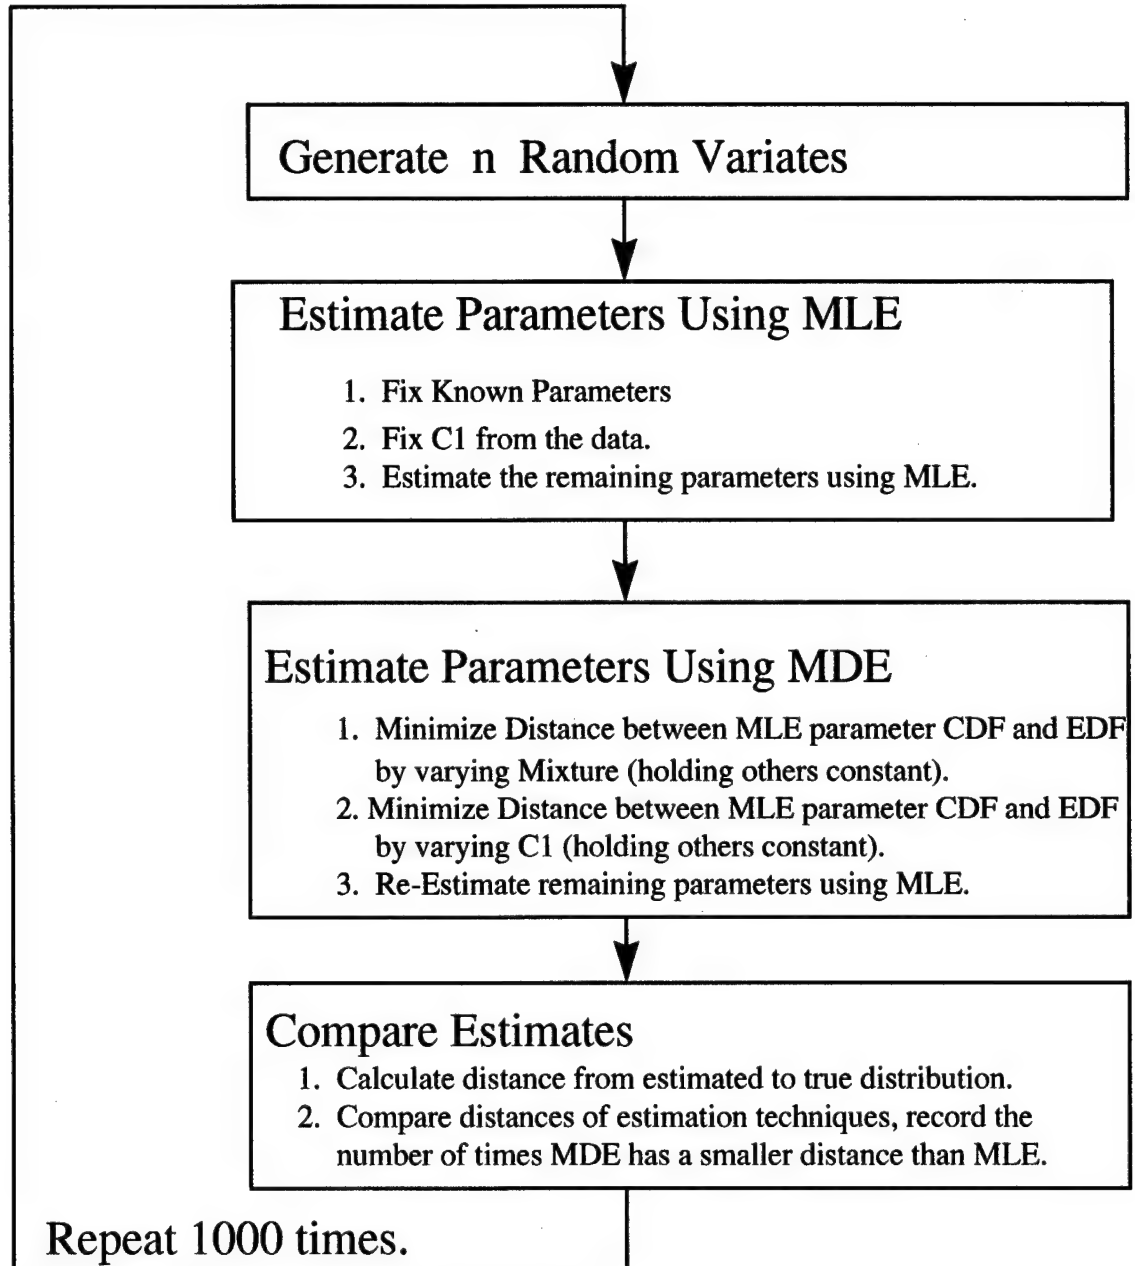 Generate n Random Variates
Estimate Parameters Using MLE
1. Fix Known Parameters
2. Fix C1 from the data.
3. Estimate the remaining parameters using MLE.
Estimate Parameters Using MDE
1. Minimize Distance between MLE parameter CDF and EDF
by varying Mixture (holding others constant).
2. Minimize Distance between MLE parameter CDF and EDF
by varying C1 (holding others constant).
3. Re-Estimate remaining parameters using MLE.
Compare Estimates
1. Calculate distance from estimated to true distribution.
2. Compare distances of estimation techniques, record the
number of times MDE has a smaller distance than MLE.
Repeat 1000 times.